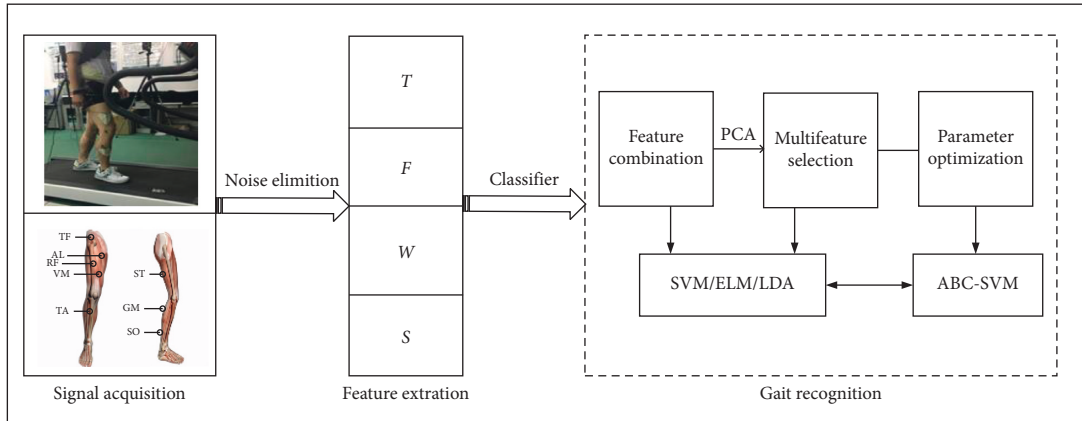 TF
AL
RF
VM
TA
ST
GM
SO
Signal acquisition
Noise elimition
T
F
W
S
Feature extration
Classifier
Feature
combination
PCA
Multifeature
selection
Parameter
optimization
SVM/ELM/LDA
ABC-SVM
Gait recognition